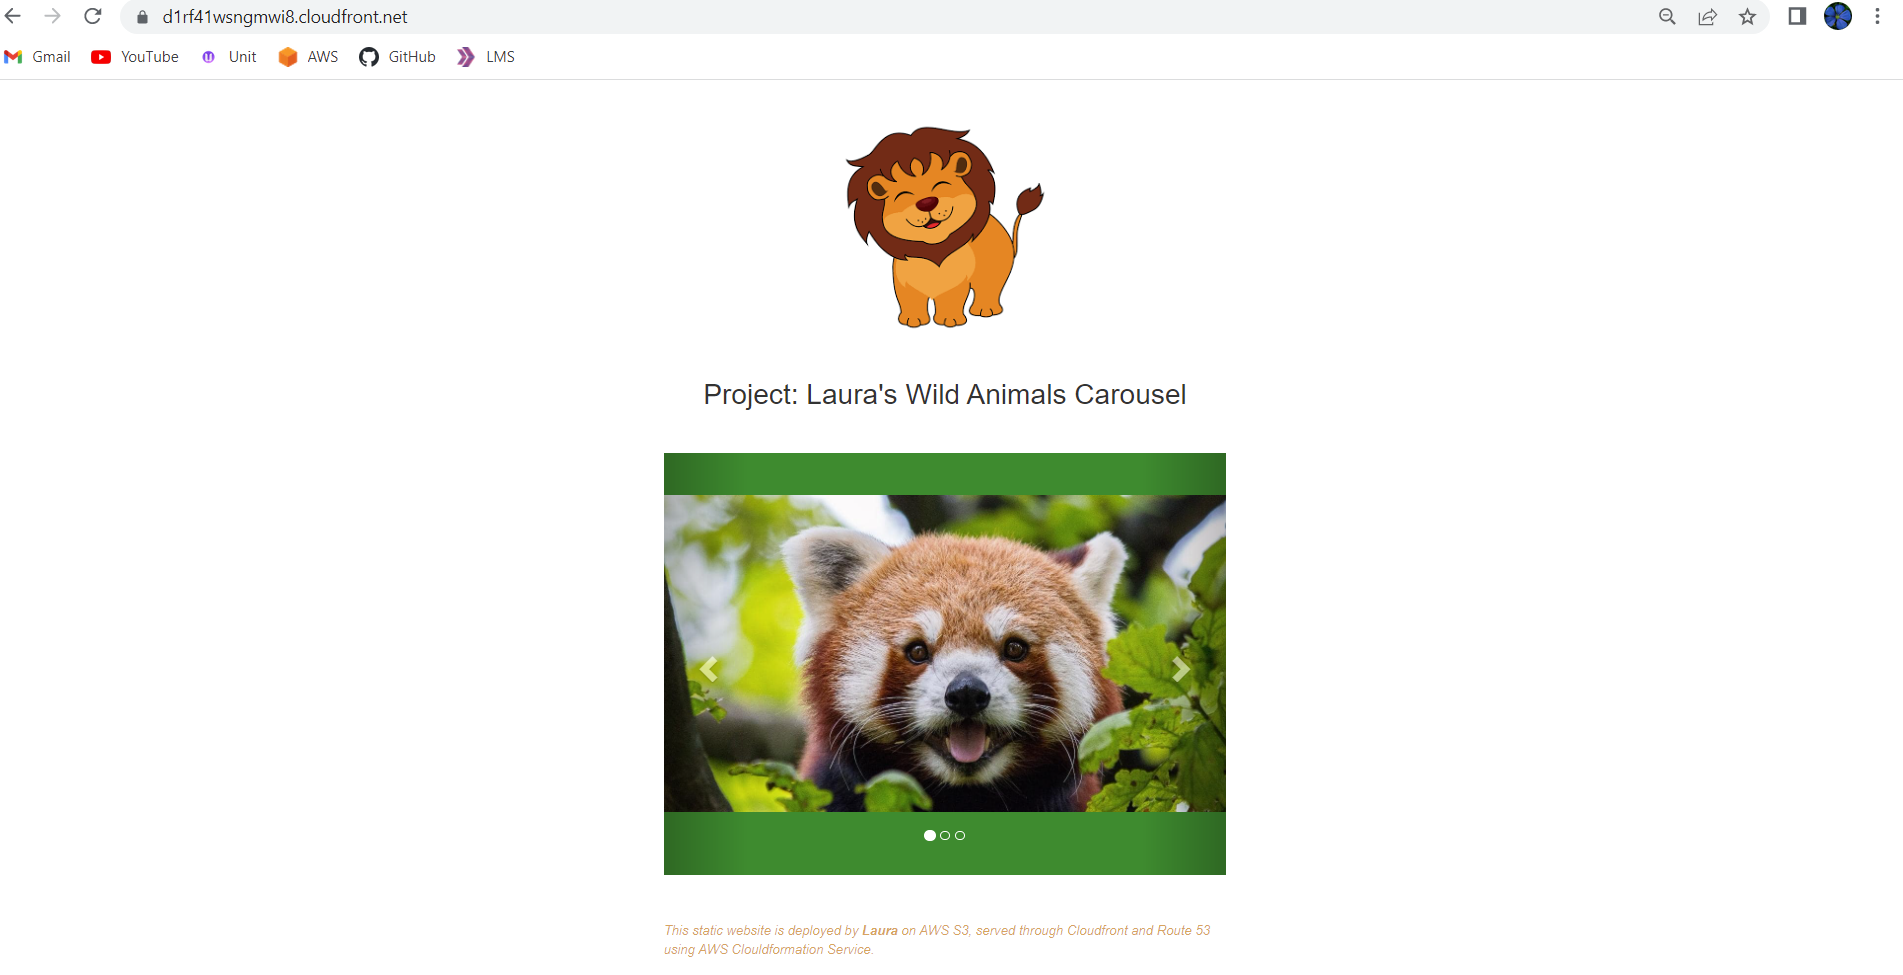 d1rf41wsngmwi8.cloudfront.net
Gmail YouTube Unit AWS GitHub LMS
Project: Laura's Wild Animals Carousel
This static website is deployed by Laura on AWS S3, served through Cloudfront and Route 53
using AWS Clouldformation Service.